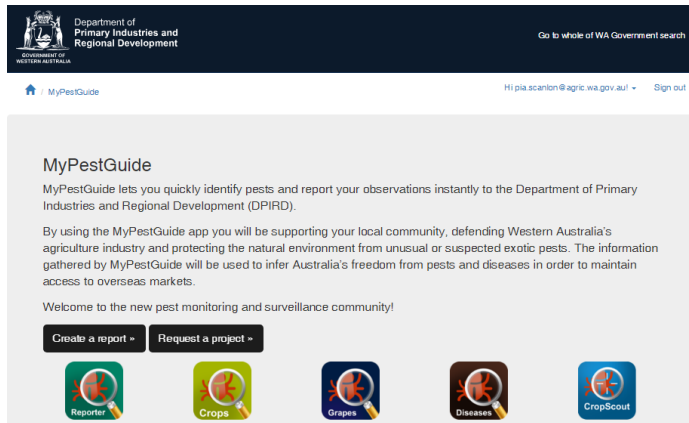 Department of
Primary Industries and
Regional Development
GOVERNMENT OF
WESTERN AUSTRALIA
Go to whole of WA Government search
/ MyPestGuide
Hi pia.scanlon@agric.wa.gov.au!
Sign out
MyPestGuide
MyPestGuide lets you quickly identify pests and report your observations instantly to the Department of Primary
Industries and Regional Development (DPIRD).
By using the MyPestGuide app you will be supporting your local community, defending Western Australia's
agriculture industry and protecting the natural environment from unusual or suspected exotic pests. The information
gathered by MyPestGuide will be used to infer Australia's freedom from pests and diseases in order to maintain
access to overseas markets.
Welcome to the new pest monitoring and surveillance community!
Create a report »
Request a project »
Reporter
Crops
Grapes
Diseases
CropScout